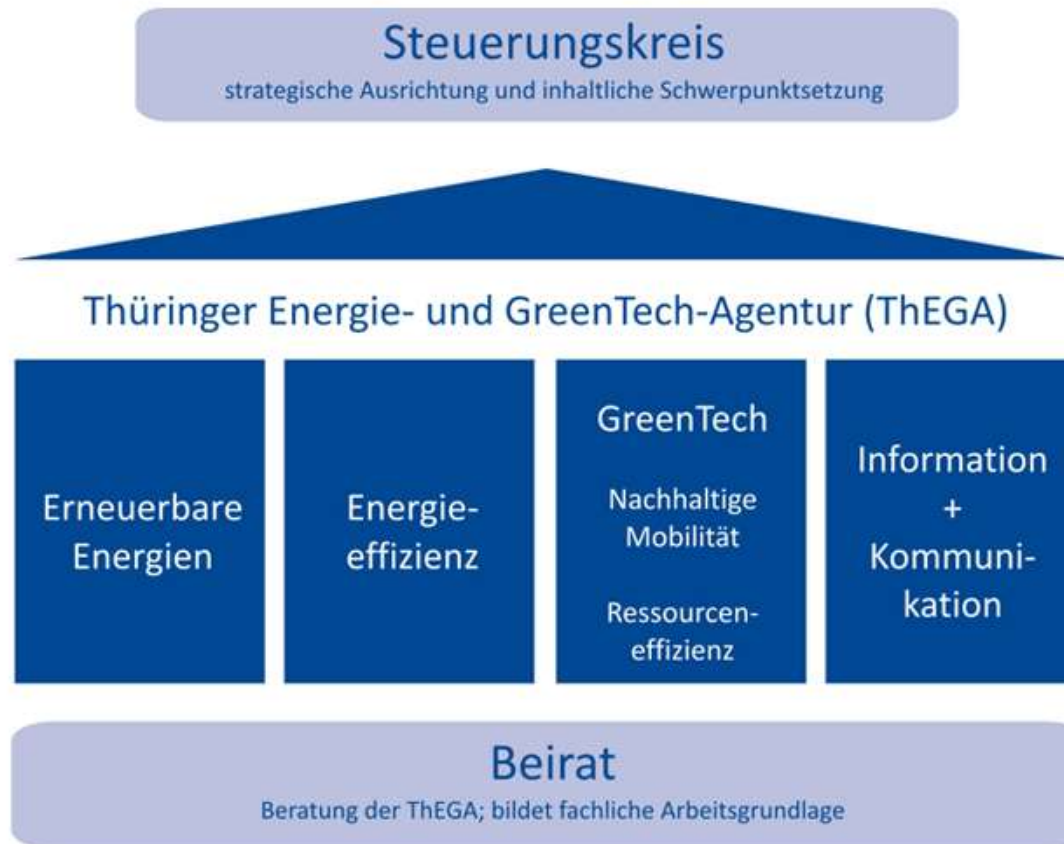 Steuerungskreis
strategische Ausrichtung und inhaltliche Schwerpunktsetzung
Thüringer Energie- und GreenTech-Agentur (ThEGA)
Erneuerbare
Energien
Energie-
effizienz
GreenTech
Nachhaltige
Mobilität
Ressourcen-
effizienz
Information
+
Kommuni-
kation
Beirat
Beratung der ThEGA; bildet fachliche Arbeitsgrundlage